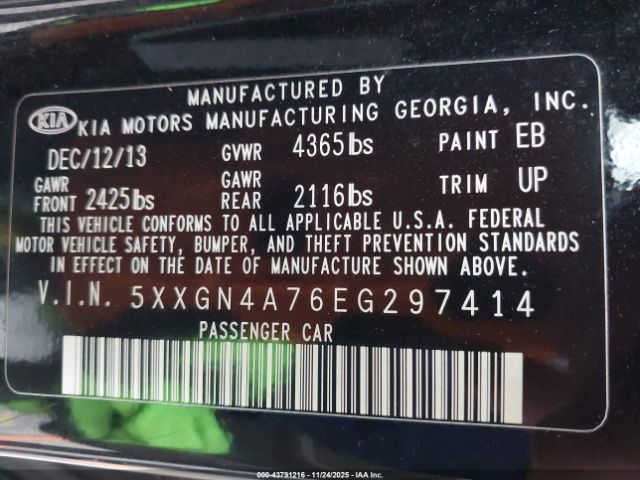 MANUFACTURED BY
KIA KIA MOTORS MANUFACTURING GEORGIA, INC.
DEC/12/13 GVWR 4365lbs PAINT EB
GAWR FRONT 2425lbs GAWR REAR 2116lbs TRIM UP
THIS VEHICLE CONFORMS TO ALL APPLICABLE U.S.A. FEDERAL
MOTOR VEHICLE SAFETY, BUMPER, AND THEFT PREVENTION STANDARDS
IN EFFECT ON THE DATE OF MANUFACTURE SHOWN ABOVE.
V.I.N. 5XXGN4A76EG297414
PASSENGER CAR
000-43791216 - 11/24/2025 - IAA Inc.